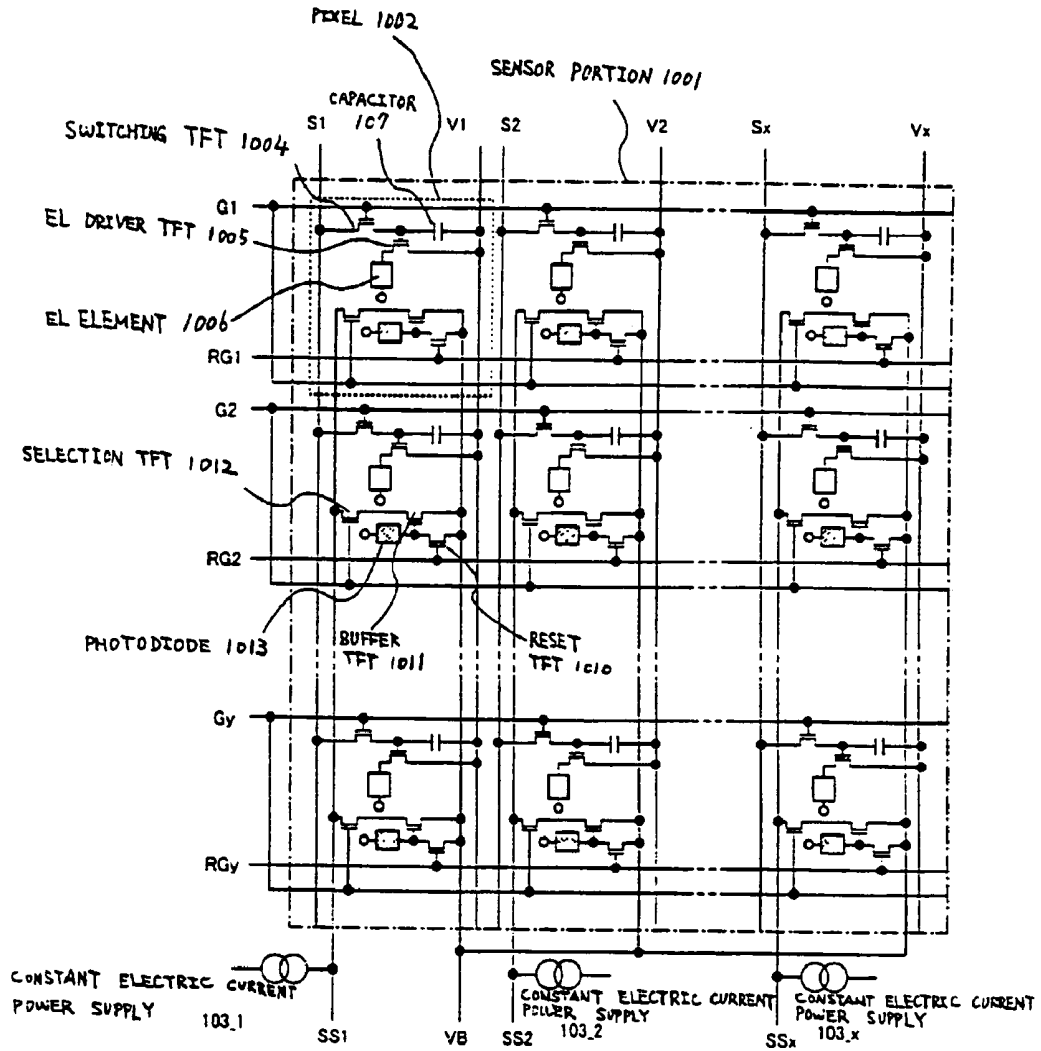 PIXEL 1002
SENSOR PORTION 1001
CAPACITOR
107
SWITCHING TFT 1004
S1
V1
S2
V2
Sx
Vx
G1
EL DRIVER TFT 1005
EL ELEMENT 1006
RG1
G2
SELECTION TFT 1012
RG2
PHOTODIODE 1013
BUFFER
TFT 1011
RESET
TFT 1010
Gy
RGy
CONSTANT ELECTRIC CURRENT
POWER SUPPLY
103_1
CONSTANT ELECTRIC CURRENT
POWER SUPPLY
103_2
CONSTANT ELECTRIC CURRENT
POWER SUPPLY
103_x
SS1
VB
SS2
SSx